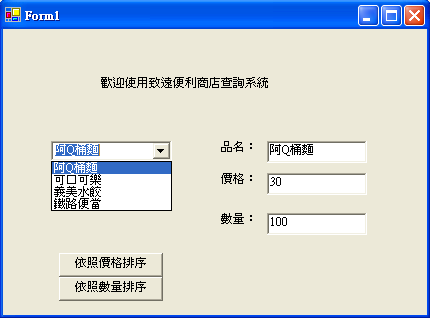 Form1
歡迎使用致遠便利商店查詢系統
阿Q桶麵
阿Q桶麵
可口可樂
義美水餃
鐵路便當
品名： 阿Q桶麵
價格： 30
數量： 100
依照價格排序
依照數量排序